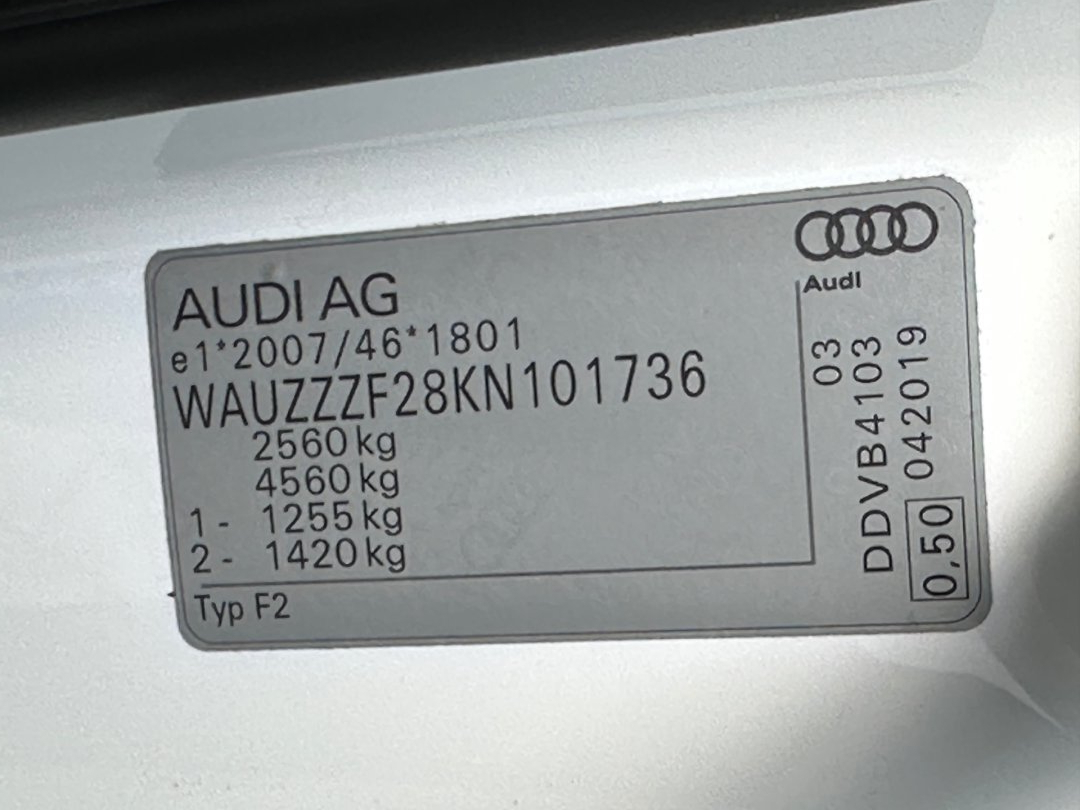 AUDI AG
e1*2007/46*1801
WAUZZZF28KN101736
2560 kg
4560 kg
1 - 1255 kg
2 - 1420 kg
Typ F2
Audi
03
DDVB4103
0,50 042019